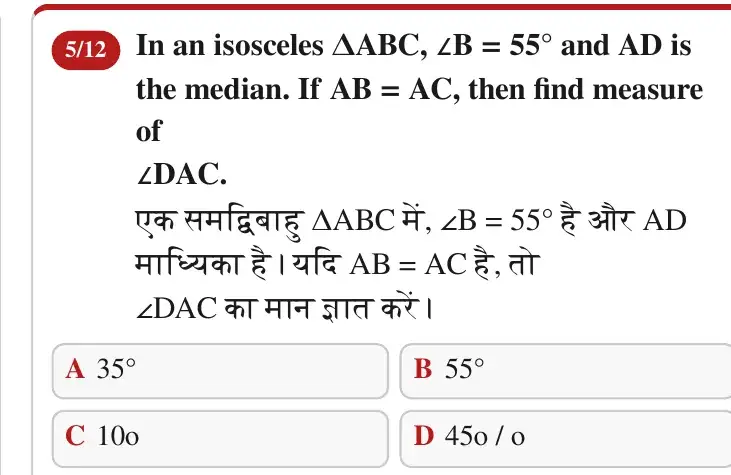 5/12 In an isosceles ΔABC, ∠B = 55° and AD is
the median. If AB = AC, then find measure
of
∠DAC.
एक समद्विबाहु ΔABC में, ∠B = 55° है और AD
माध्यिका है। यदि AB = AC है, तो
∠DAC का मान ज्ञात करें।
A 35° B 55°
C 10o D 45o / o